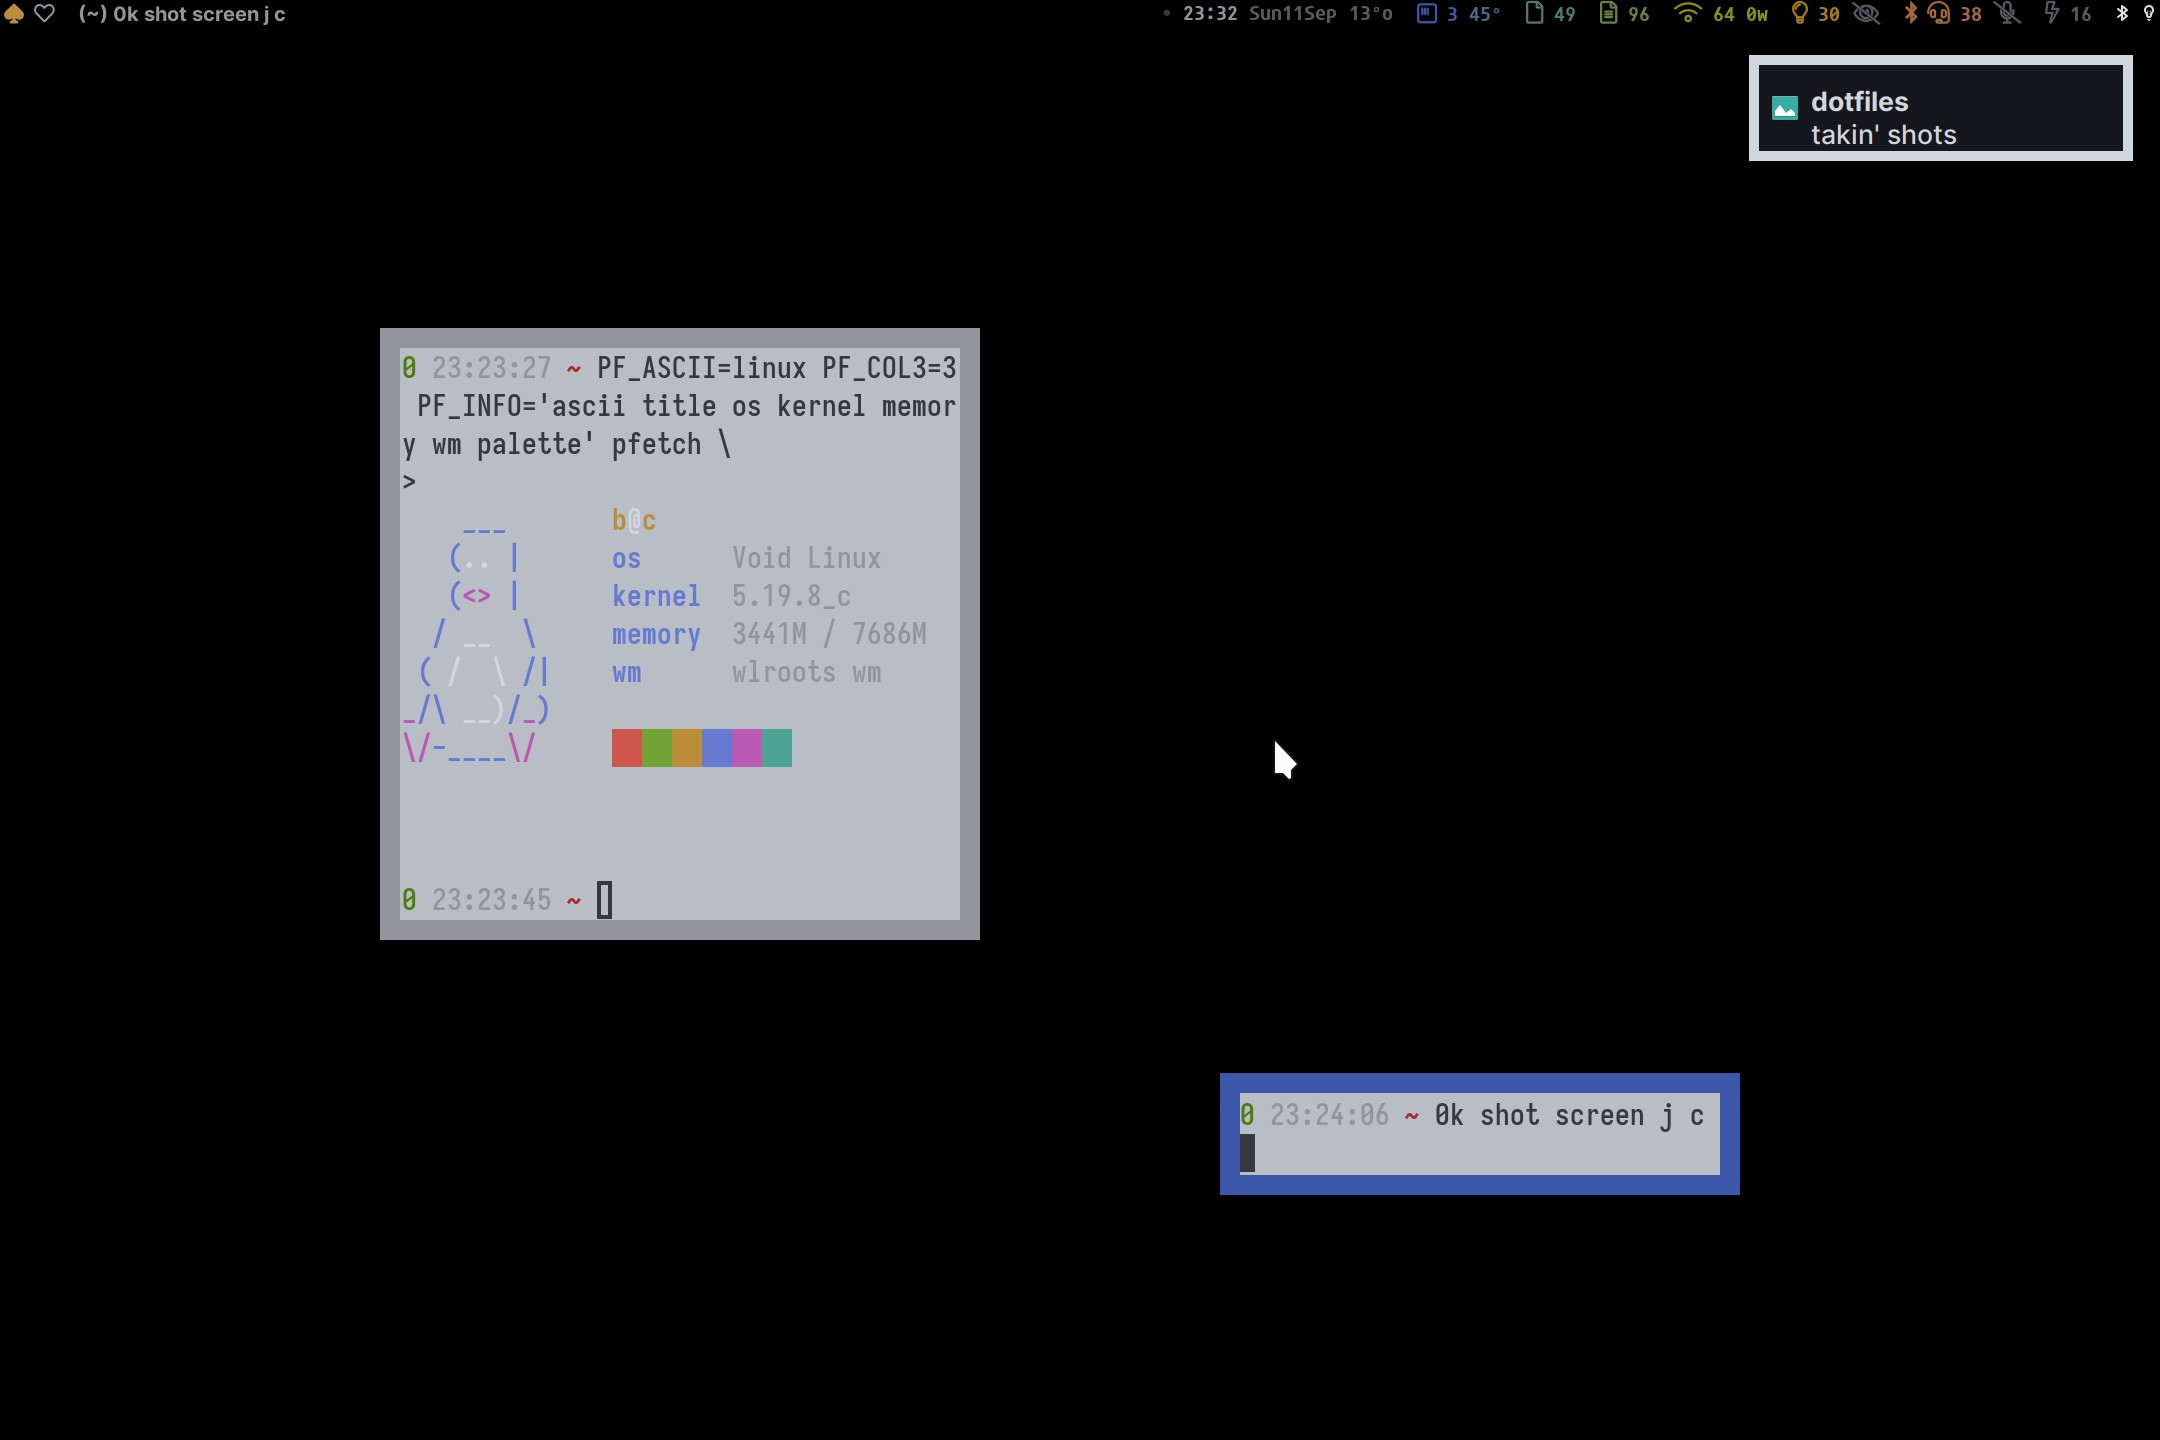 (~) 0k shot screen j c
23:32 Sun11Sep 13°o 3 45° 49 96 64 0w 30 38 16
dotfiles
takin' shots
0 23:23:27 ~ PF_ASCII=linux PF_COL3=3
PF_INFO='ascii title os kernel memor
y wm palette' pfetch \
>
b@c
os Void Linux
kernel 5.19.8_c
memory 3441M / 7686M
wm wlroots wm
0 23:23:45 ~
0 23:24:06 ~ 0k shot screen j c